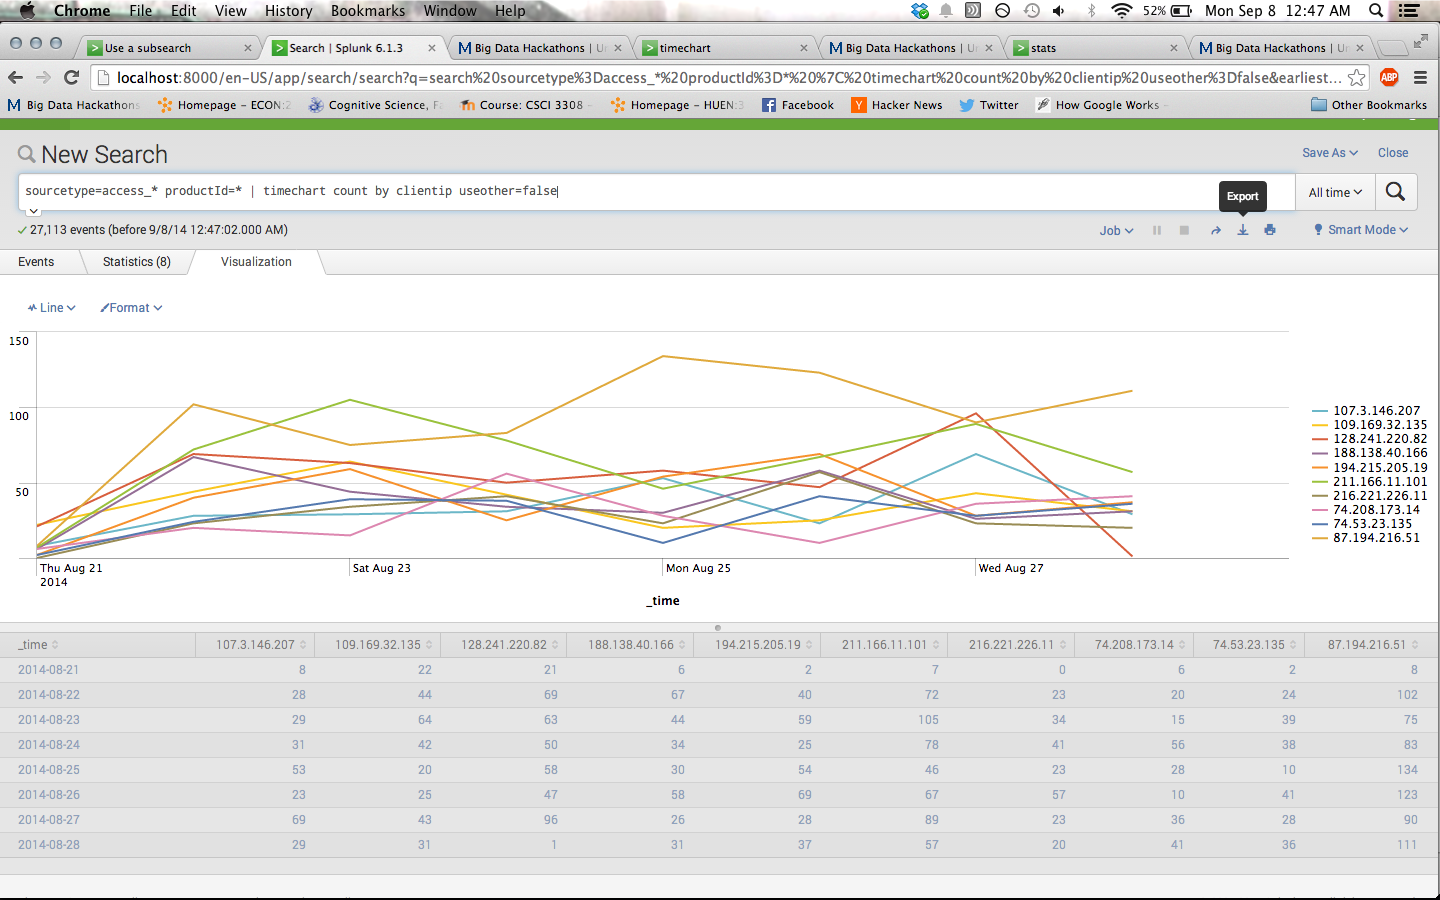 Chrome File Edit View History Bookmarks Window Help 52% Mon Sep 8 12:47 AM
Use a subsearch Search | Splunk 6.1.3 Big Data Hackathons | Un timechart Big Data Hackathons | Un stats Big Data Hackathons | Un
localhost:8000/en-US/app/search/search?q=search%20sourcetype%3Daccess_*%20productId%3D*%20%7C%20timechart%20count%20by%20clientip%20useother%3Dfalse&earliest... ABP
Big Data Hackathons Homepage – ECON:2 Cognitive Science, Fa Course: CSCI 3308 – Homepage – HUEN:3 Facebook Hacker News Twitter How Google Works – Other Bookmarks
New Search
Save As Close
sourcetype=access_* productId=* | timechart count by clientip useother=false
Export
All time
27,113 events (before 9/8/14 12:47:02.000 AM)
Job Smart Mode
Events Statistics (8) Visualization
Line Format
150
100
50
Thu Aug 21
2014
Sat Aug 23
Mon Aug 25
Wed Aug 27
_time
107.3.146.207
109.169.32.135
128.241.220.82
188.138.40.166
194.215.205.19
211.166.11.101
216.221.226.11
74.208.173.14
74.53.23.135
87.194.216.51
_time 107.3.146.207 109.169.32.135 128.241.220.82 188.138.40.166 194.215.205.19 211.166.11.101 216.221.226.11 74.208.173.14 74.53.23.135 87.194.216.51
2014-08-21 8 22 21 6 2 7 0 6 2 8
2014-08-22 28 44 69 67 40 72 23 20 24 102
2014-08-23 29 64 63 44 59 105 34 15 39 75
2014-08-24 31 42 50 34 25 78 41 56 38 83
2014-08-25 53 20 58 30 54 46 23 28 10 134
2014-08-26 23 25 47 58 69 67 57 10 41 123
2014-08-27 69 43 96 26 28 89 23 36 28 90
2014-08-28 29 31 1 31 37 57 20 41 36 111